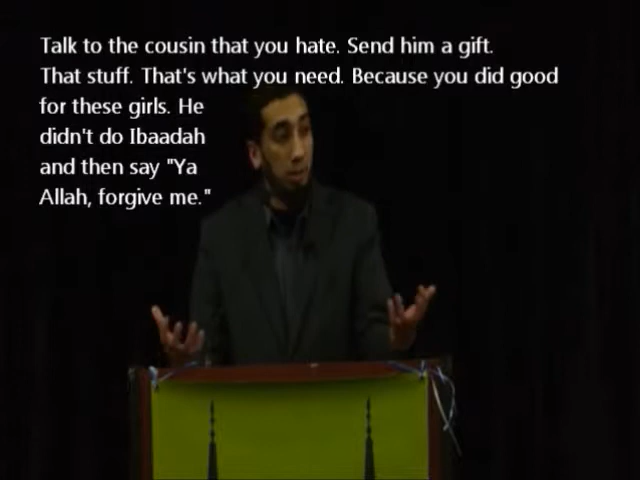 Talk to the cousin that you hate. Send him a gift.
That stuff. That's what you need. Because you did good
for these girls. He
didn't do Ibaadah
and then say "Ya
Allah, forgive me."